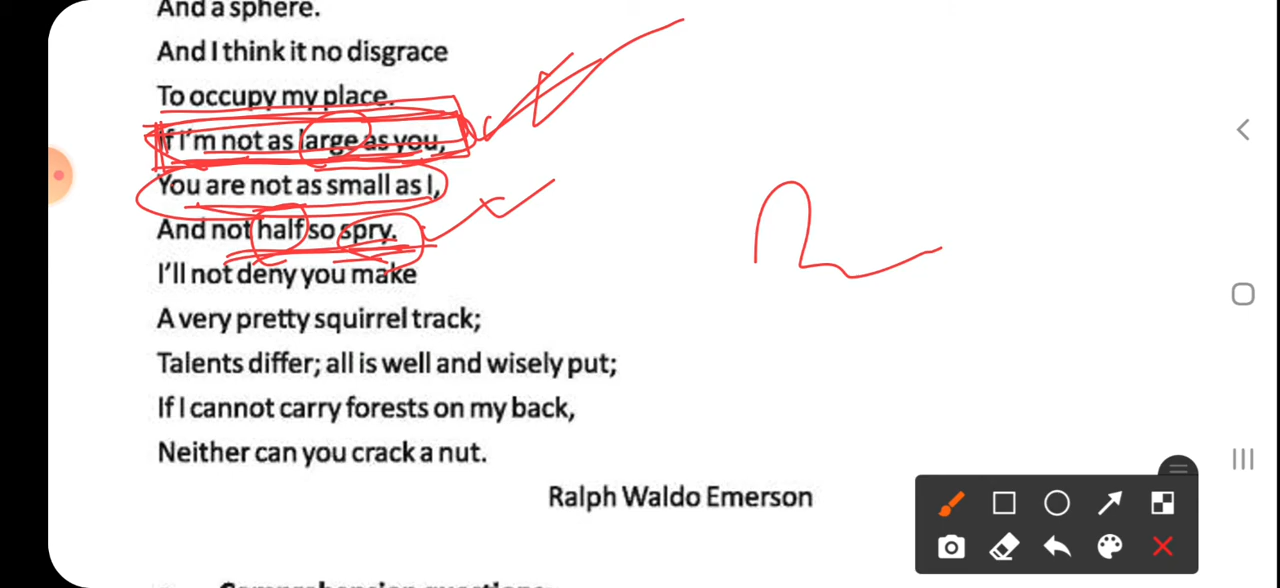 And a sphere.
And I think it no disgrace
To occupy my place.
If I'm not as large as you,
You are not as small as I,
And not half so spry.
I'll not deny you make
A very pretty squirrel track;
Talents differ; all is well and wisely put;
If I cannot carry forests on my back,
Neither can you crack a nut.
Ralph Waldo Emerson
Comprehension questions